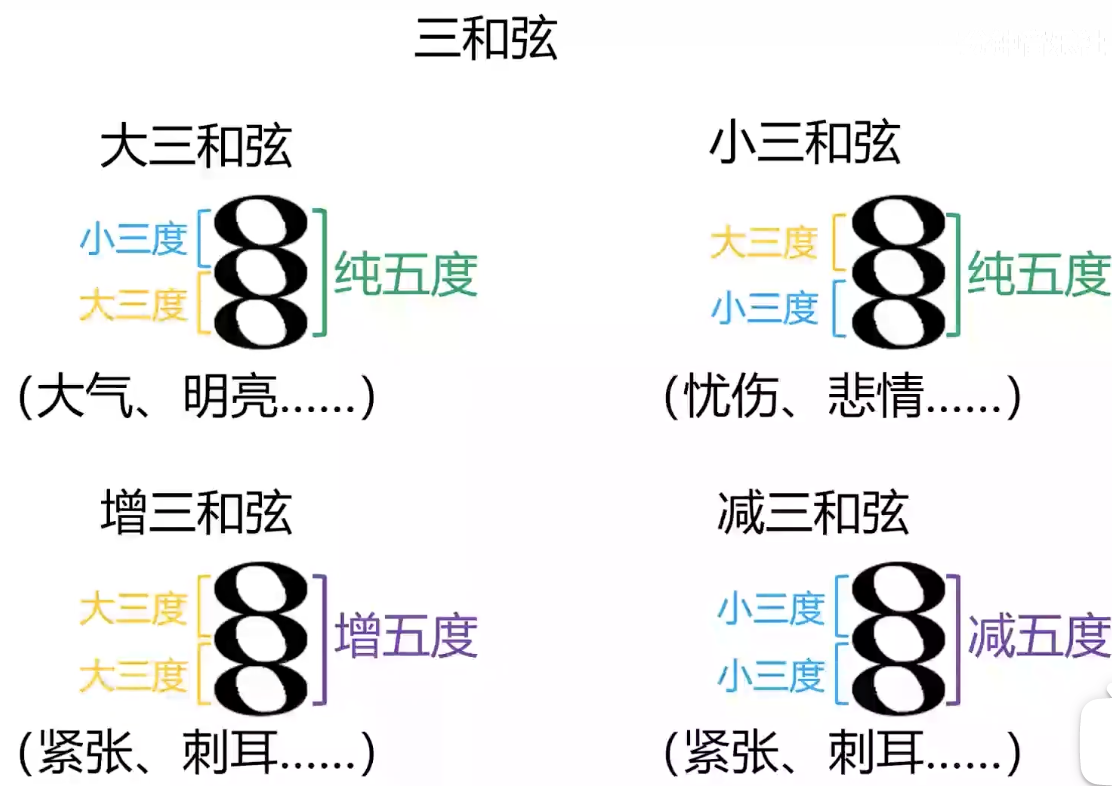 三和弦
大三和弦
小三度
大三度
纯五度
（大气、明亮……）
小三和弦
大三度
小三度
纯五度
（忧伤、悲情……）
增三和弦
大三度
大三度
增五度
（紧张、刺耳……）
减三和弦
小三度
小三度
减五度
（紧张、刺耳……）